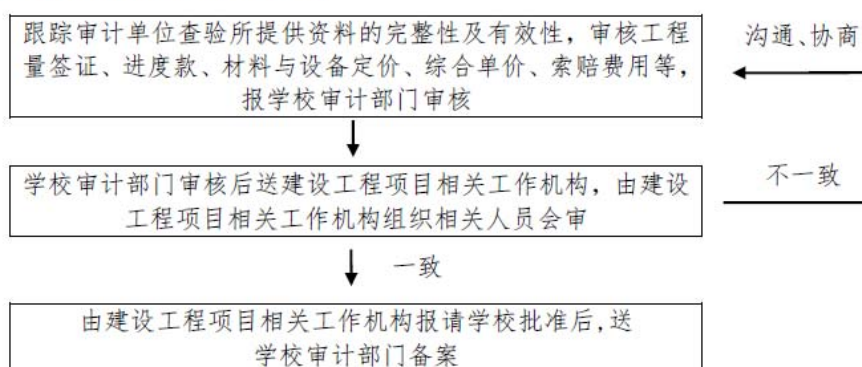 跟踪审计单位查验所提供资料的完整性及有效性，审核工程
量签证、进度款、材料与设备定价、综合单价、索赔费用等，
报学校审计部门审核
沟通、协商
学校审计部门审核后送建设工程项目相关工作机构，由建设
工程项目相关工作机构组织相关人员会审
不一致
一致
由建设工程项目相关工作机构报请学校批准后,送
学校审计部门备案